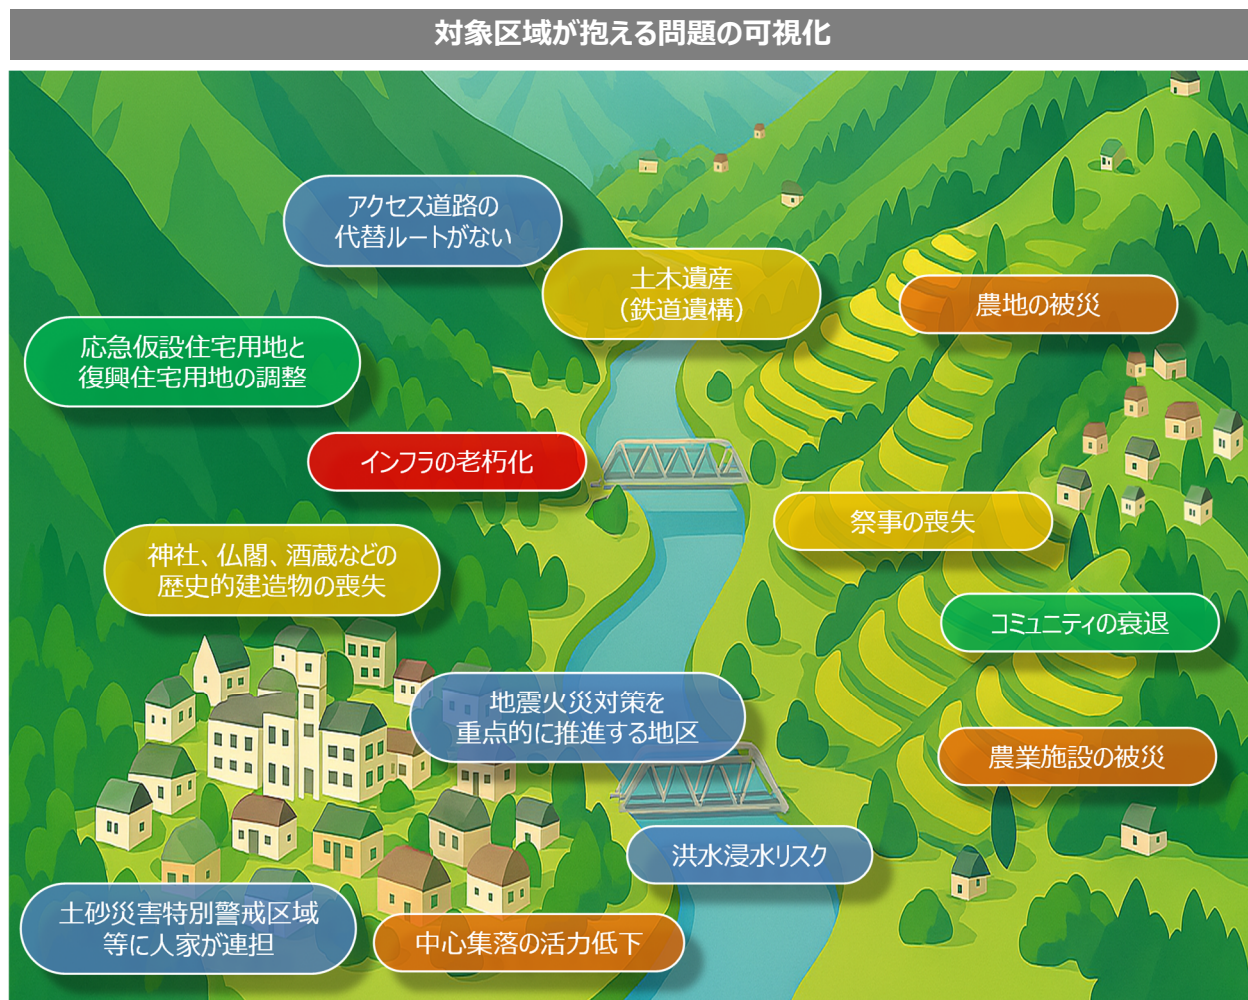 対象区域が抱える問題の可視化
アクセス道路の
代替ルートがない
土木遺産
（鉄道遺構）
農地の被災
応急仮設住宅用地と
復興住宅用地の調整
インフラの老朽化
祭事の喪失
神社、仏閣、酒蔵などの
歴史的建造物の喪失
コミュニティの衰退
地震火災対策を
重点的に推進する地区
農業施設の被災
洪水浸水リスク
土砂災害特別警戒区域
等に人家が連担
中心集落の活力低下